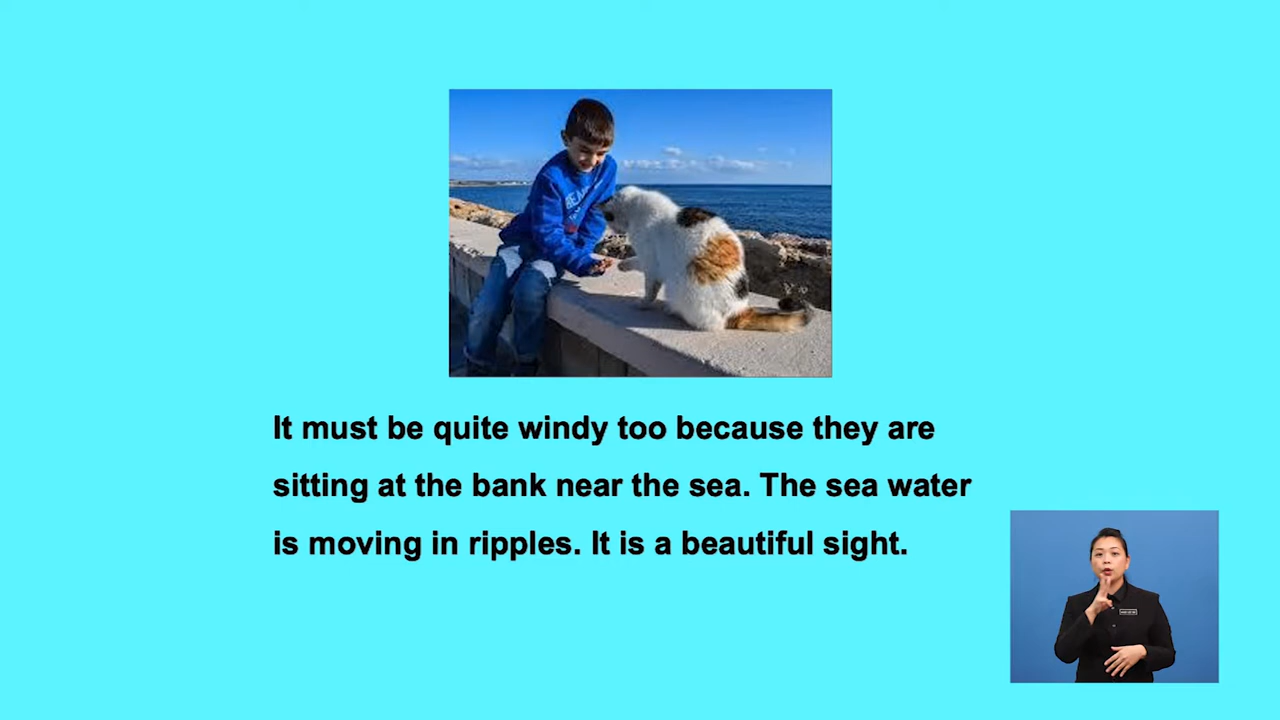 It must be quite windy too because they are
sitting at the bank near the sea. The sea water
is moving in ripples. It is a beautiful sight.